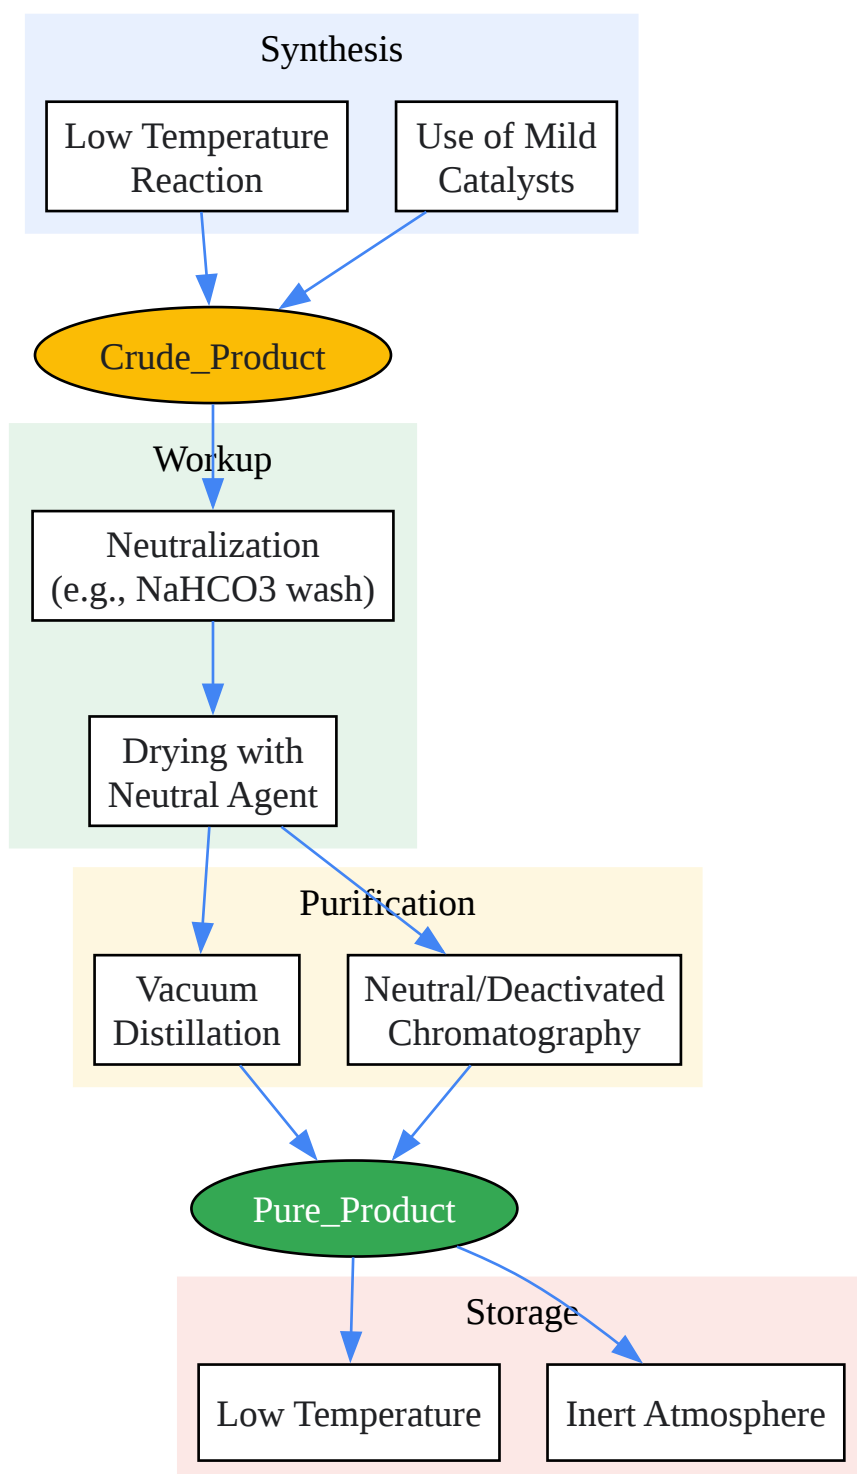 Synthesis
Low Temperature
Reaction
Use of Mild
Catalysts
Crude_Product
Workup
Neutralization
(e.g., NaHCO3 wash)
Drying with
Neutral Agent
Purification
Vacuum
Distillation
Neutral/Deactivated
Chromatography
Pure_Product
Storage
Low Temperature
Inert Atmosphere